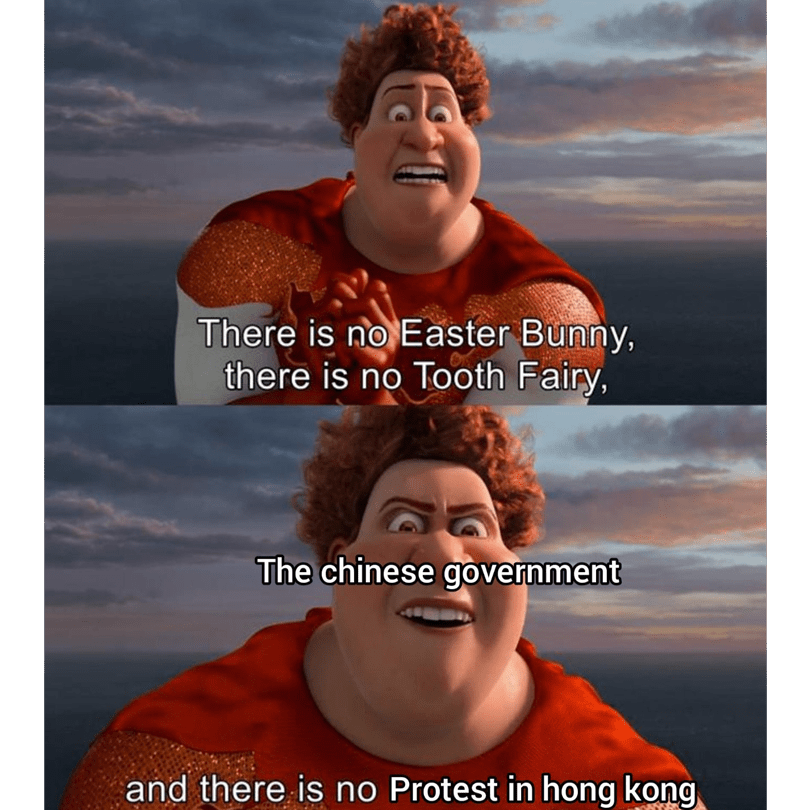 There is no Easter Bunny,
there is no Tooth Fairy,
The chinese government
and there is no Protest in hong kong